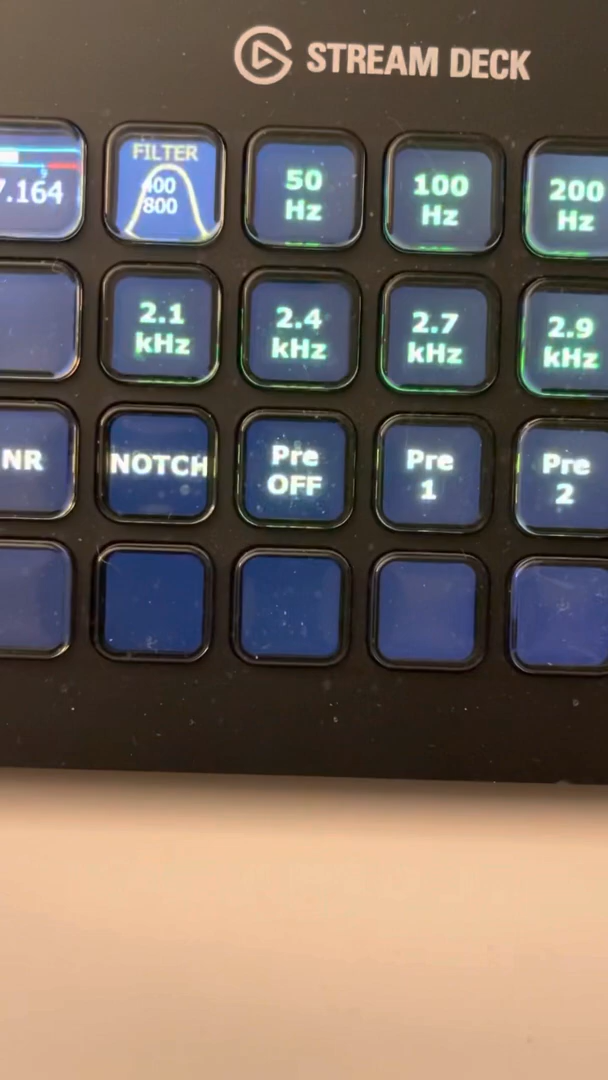 STREAM DECK
9
7.164
FILTER
400
800
50
Hz
100
Hz
200
Hz
2.1
kHz
2.4
kHz
2.7
kHz
2.9
kHz
NR
NOTCH
Pre
OFF
Pre
1
Pre
2